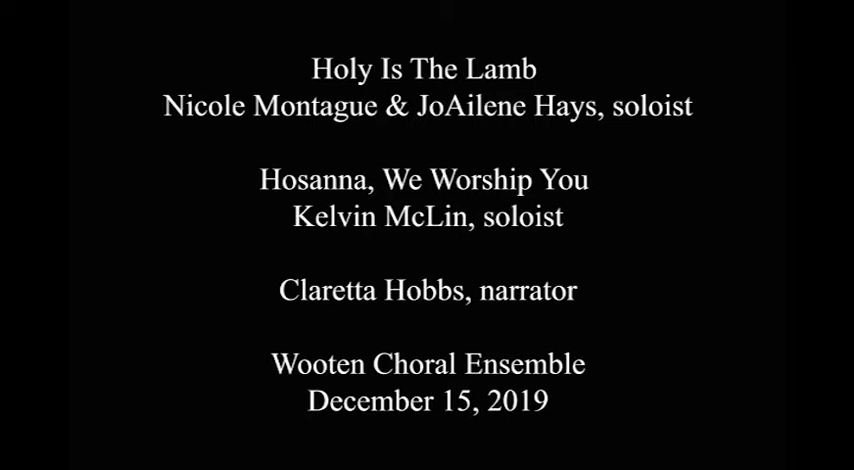 Holy Is The Lamb
Nicole Montague & JoAilene Hays, soloist
Hosanna, We Worship You
Kelvin McLin, soloist
Claretta Hobbs, narrator
Wooten Choral Ensemble
December 15, 2019